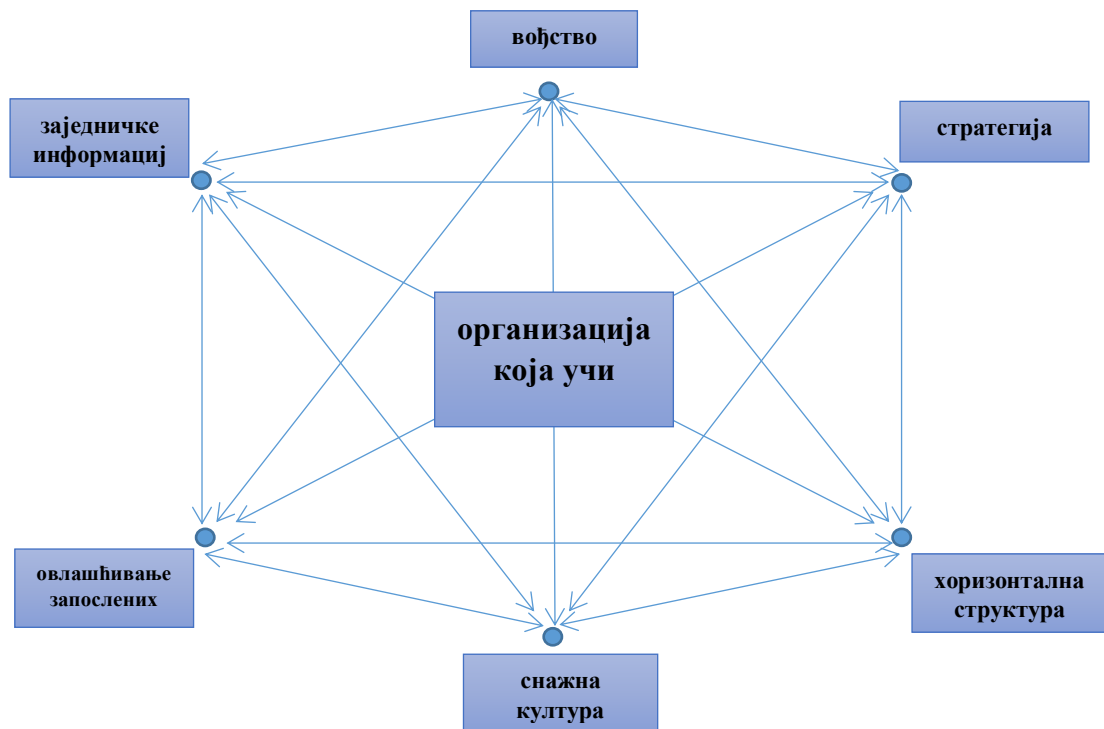 вођство
заједничке
информациј
стратегија
организација
која учи
овлашћивање
запослених
хоризонтална
структура
снажна
култура